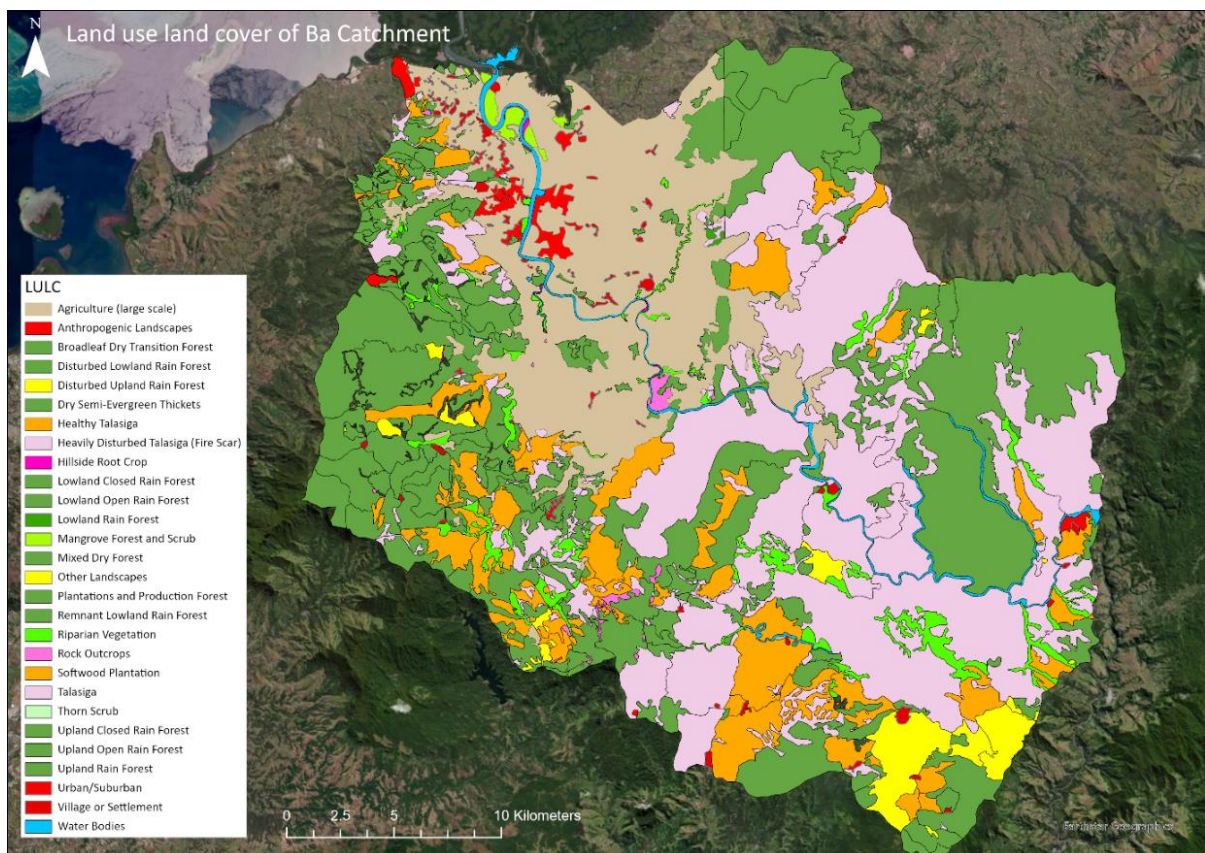 N
Land use land cover of Ba Catchment
LULC
Agriculture (large scale)
Anthropogenic Landscapes
Broadleaf Dry Transition Forest
Disturbed Lowland Rain Forest
Disturbed Upland Rain Forest
Dry Semi-Evergreen Thickets
Healthy Talasiga
Heavily Disturbed Talasiga (Fire Scar)
Hillside Root Crop
Lowland Closed Rain Forest
Lowland Open Rain Forest
Lowland Rain Forest
Mangrove Forest and Scrub
Mixed Dry Forest
Other Landscapes
Plantations and Production Forest
Remnant Lowland Rain Forest
Riparian Vegetation
Rock Outcrops
Softwood Plantation
Talasiga
Thorn Scrub
Upland Closed Rain Forest
Upland Open Rain Forest
Upland Rain Forest
Urban/Suburban
Village or Settlement
Water Bodies
0 2.5 5 10 Kilometers
Earthstar Geographics